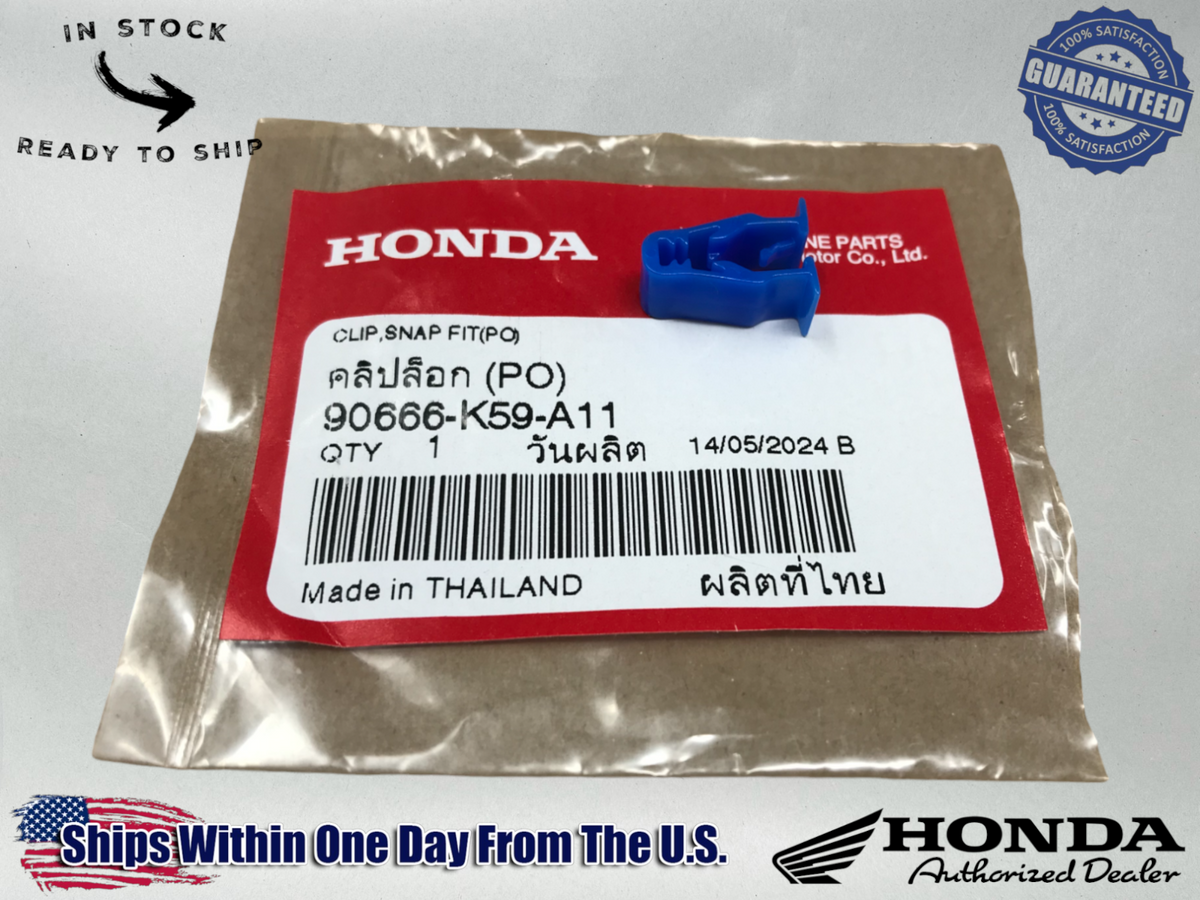 IN STOCK
READY TO SHIP
100% SATISFACTION
GUARANTEED
100% SATISFACTION
HONDA
PARTS
Co., Ltd.
CLIP,SNAP FIT(PO)
คลิปล็อก (PO)
90666-K59-A11
QTY 1 วันผลิต 14/05/2024 B
Made in THAILAND ผลิตที่ไทย
Ships Within One Day From The U.S.
HONDA
Authorized Dealer